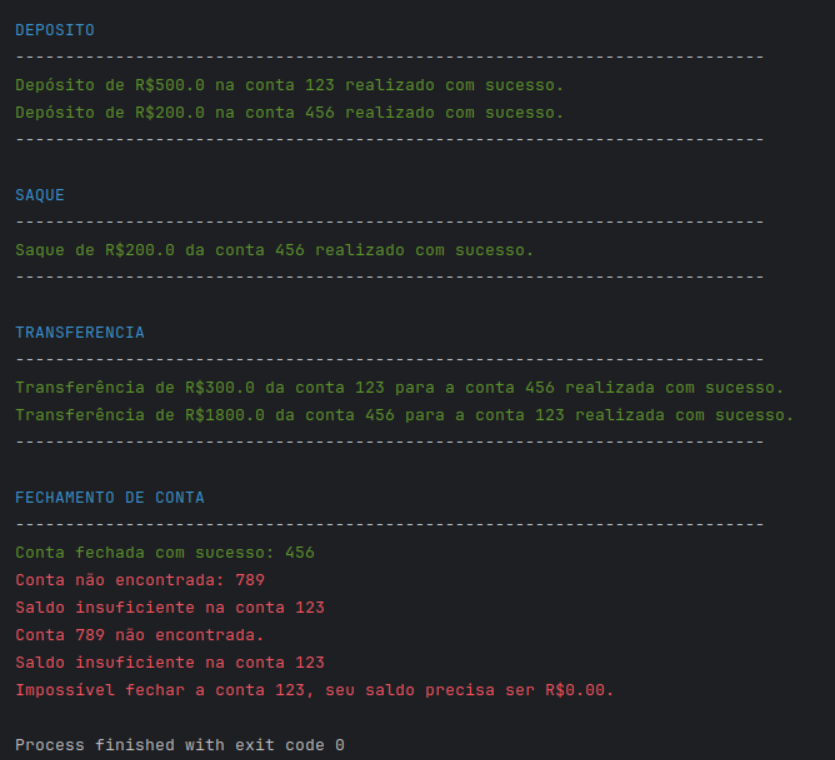 DEPOSITO
---------------------------------------------------------------------------
Depósito de R$500.0 na conta 123 realizado com sucesso.
Depósito de R$200.0 na conta 456 realizado com sucesso.
---------------------------------------------------------------------------
SAQUE
---------------------------------------------------------------------------
Saque de R$200.0 da conta 456 realizado com sucesso.
---------------------------------------------------------------------------
TRANSFERENCIA
---------------------------------------------------------------------------
Transferência de R$300.0 da conta 123 para a conta 456 realizada com sucesso.
Transferência de R$1800.0 da conta 456 para a conta 123 realizada com sucesso.
---------------------------------------------------------------------------
FECHAMENTO DE CONTA
---------------------------------------------------------------------------
Conta fechada com sucesso: 456
Conta não encontrada: 789
Saldo insuficiente na conta 123
Conta 789 não encontrada.
Saldo insuficiente na conta 123
Impossível fechar a conta 123, seu saldo precisa ser R$0.00.
Process finished with exit code 0